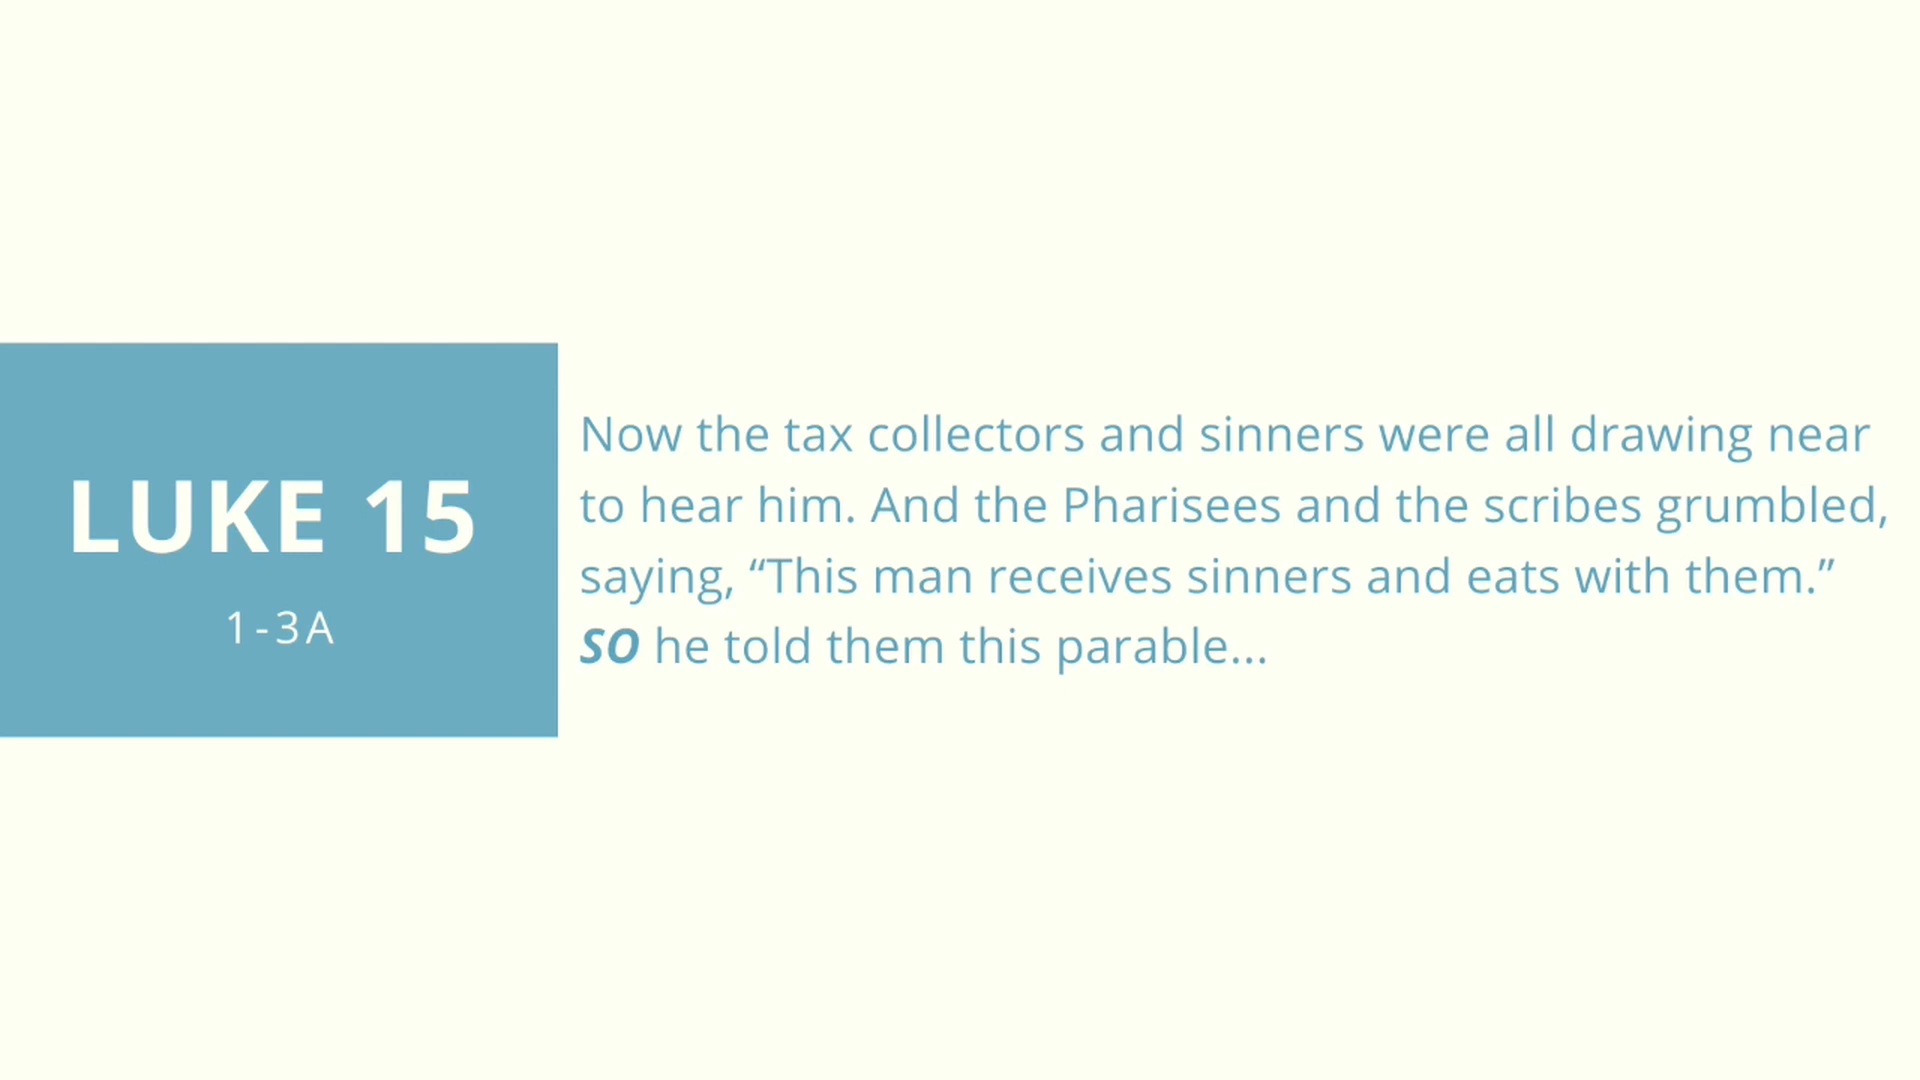 LUKE 15
1-3A
Now the tax collectors and sinners were all drawing near
to hear him. And the Pharisees and the scribes grumbled,
saying, “This man receives sinners and eats with them.”
SO he told them this parable...